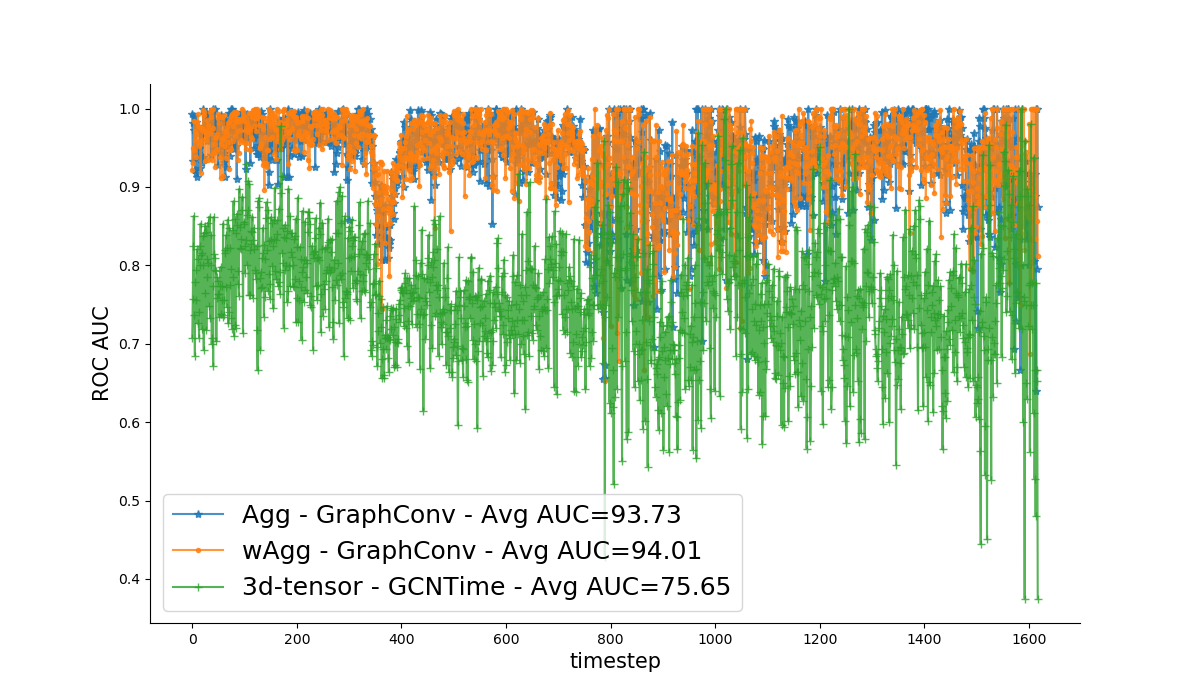 1.0
0.9
0.8
0.7
0.6
0.5
0.4
ROC AUC
Agg - GraphConv - Avg AUC=93.73
wAgg - GraphConv - Avg AUC=94.01
3d-tensor - GCNTime - Avg AUC=75.65
0 200 400 600 800 1000 1200 1400 1600
timestep